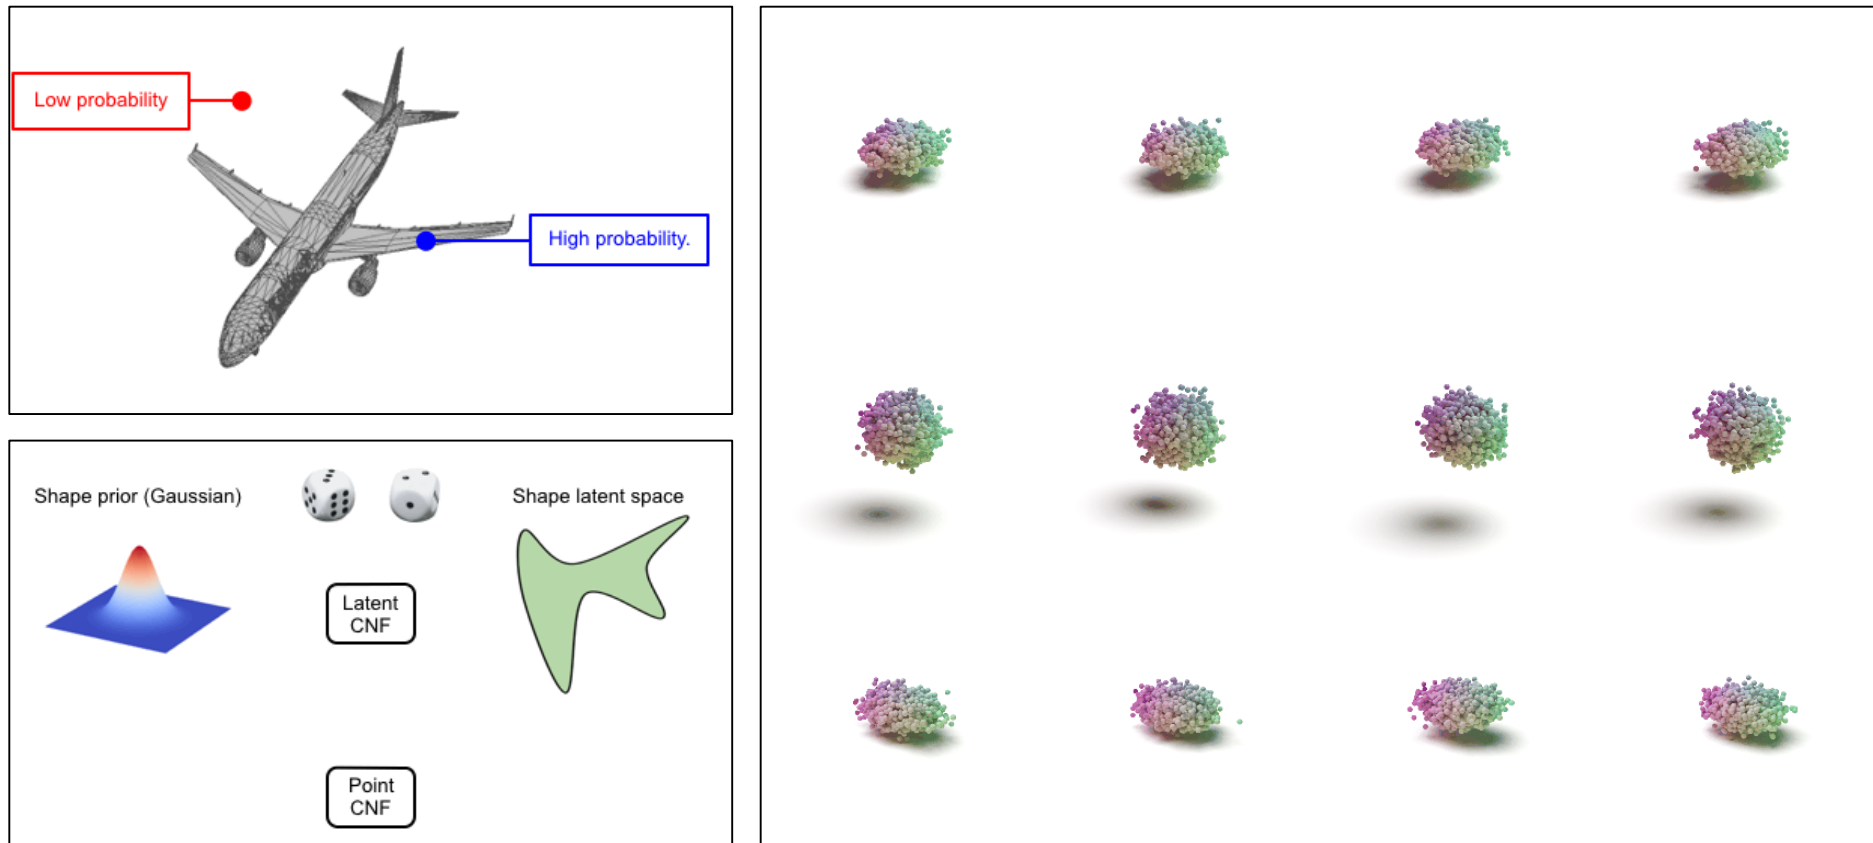 Low probability
High probability.
Shape prior (Gaussian)
Shape latent space
Latent
CNF
Point
CNF